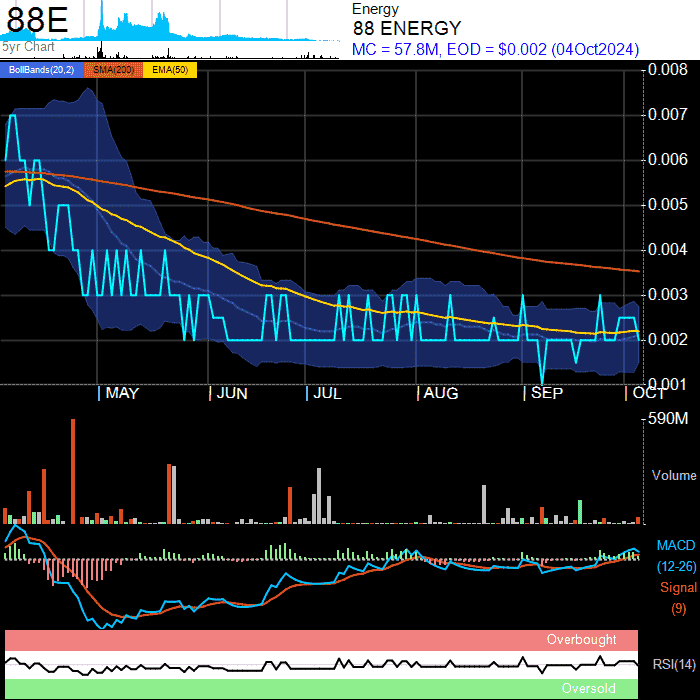 88E
5yr Chart
Energy
88 ENERGY
MC = 57.8M, EOD = $0.002 (04Oct2024)
BollBands(20,2) SMA(200) EMA(50)
0.008
0.007
0.006
0.005
0.004
0.003
0.002
0.001
MAY JUN JUL AUG SEP OCT
590M
Volume
MACD
(12-26)
Signal
(9)
Overbought
RSI(14)
Oversold